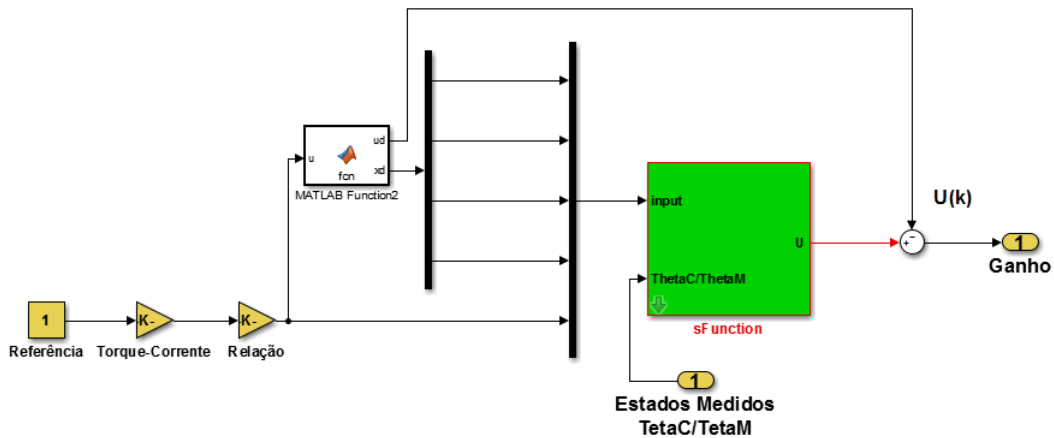 ud
u
xd
fcn
MATLAB Function2
input
U(k)
U
+
-
1
Ganho
ThetaC/ThetaM
1
K-
K-
sFunction
Referência
Torque-Corrente
Relação
1
Estados Medidos
TetaC/TetaM